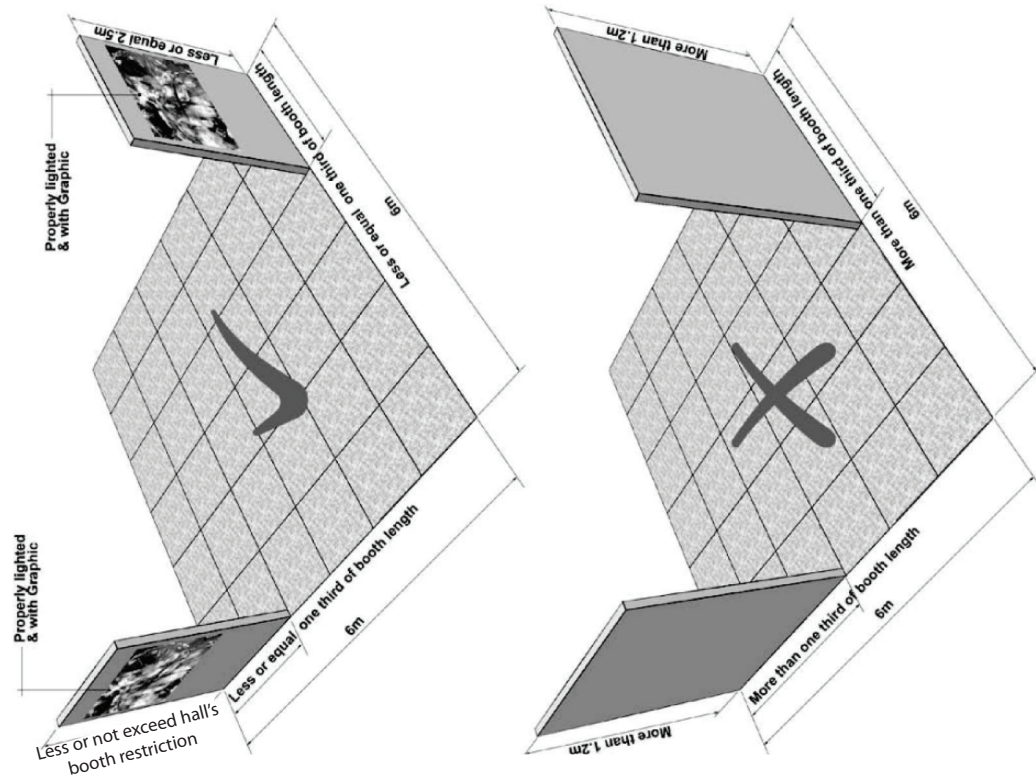 Properly lighted
& with Graphic
Less or equal 2.5m
Less or equal one third of booth length
6m
Properly lighted
& with Graphic
Less or equal one third of booth length
6m
Less or not exceed hall's
booth restriction
More than 1.2m
More than one third of booth length
6m
More than one third of booth length
6m
More than 1.2m